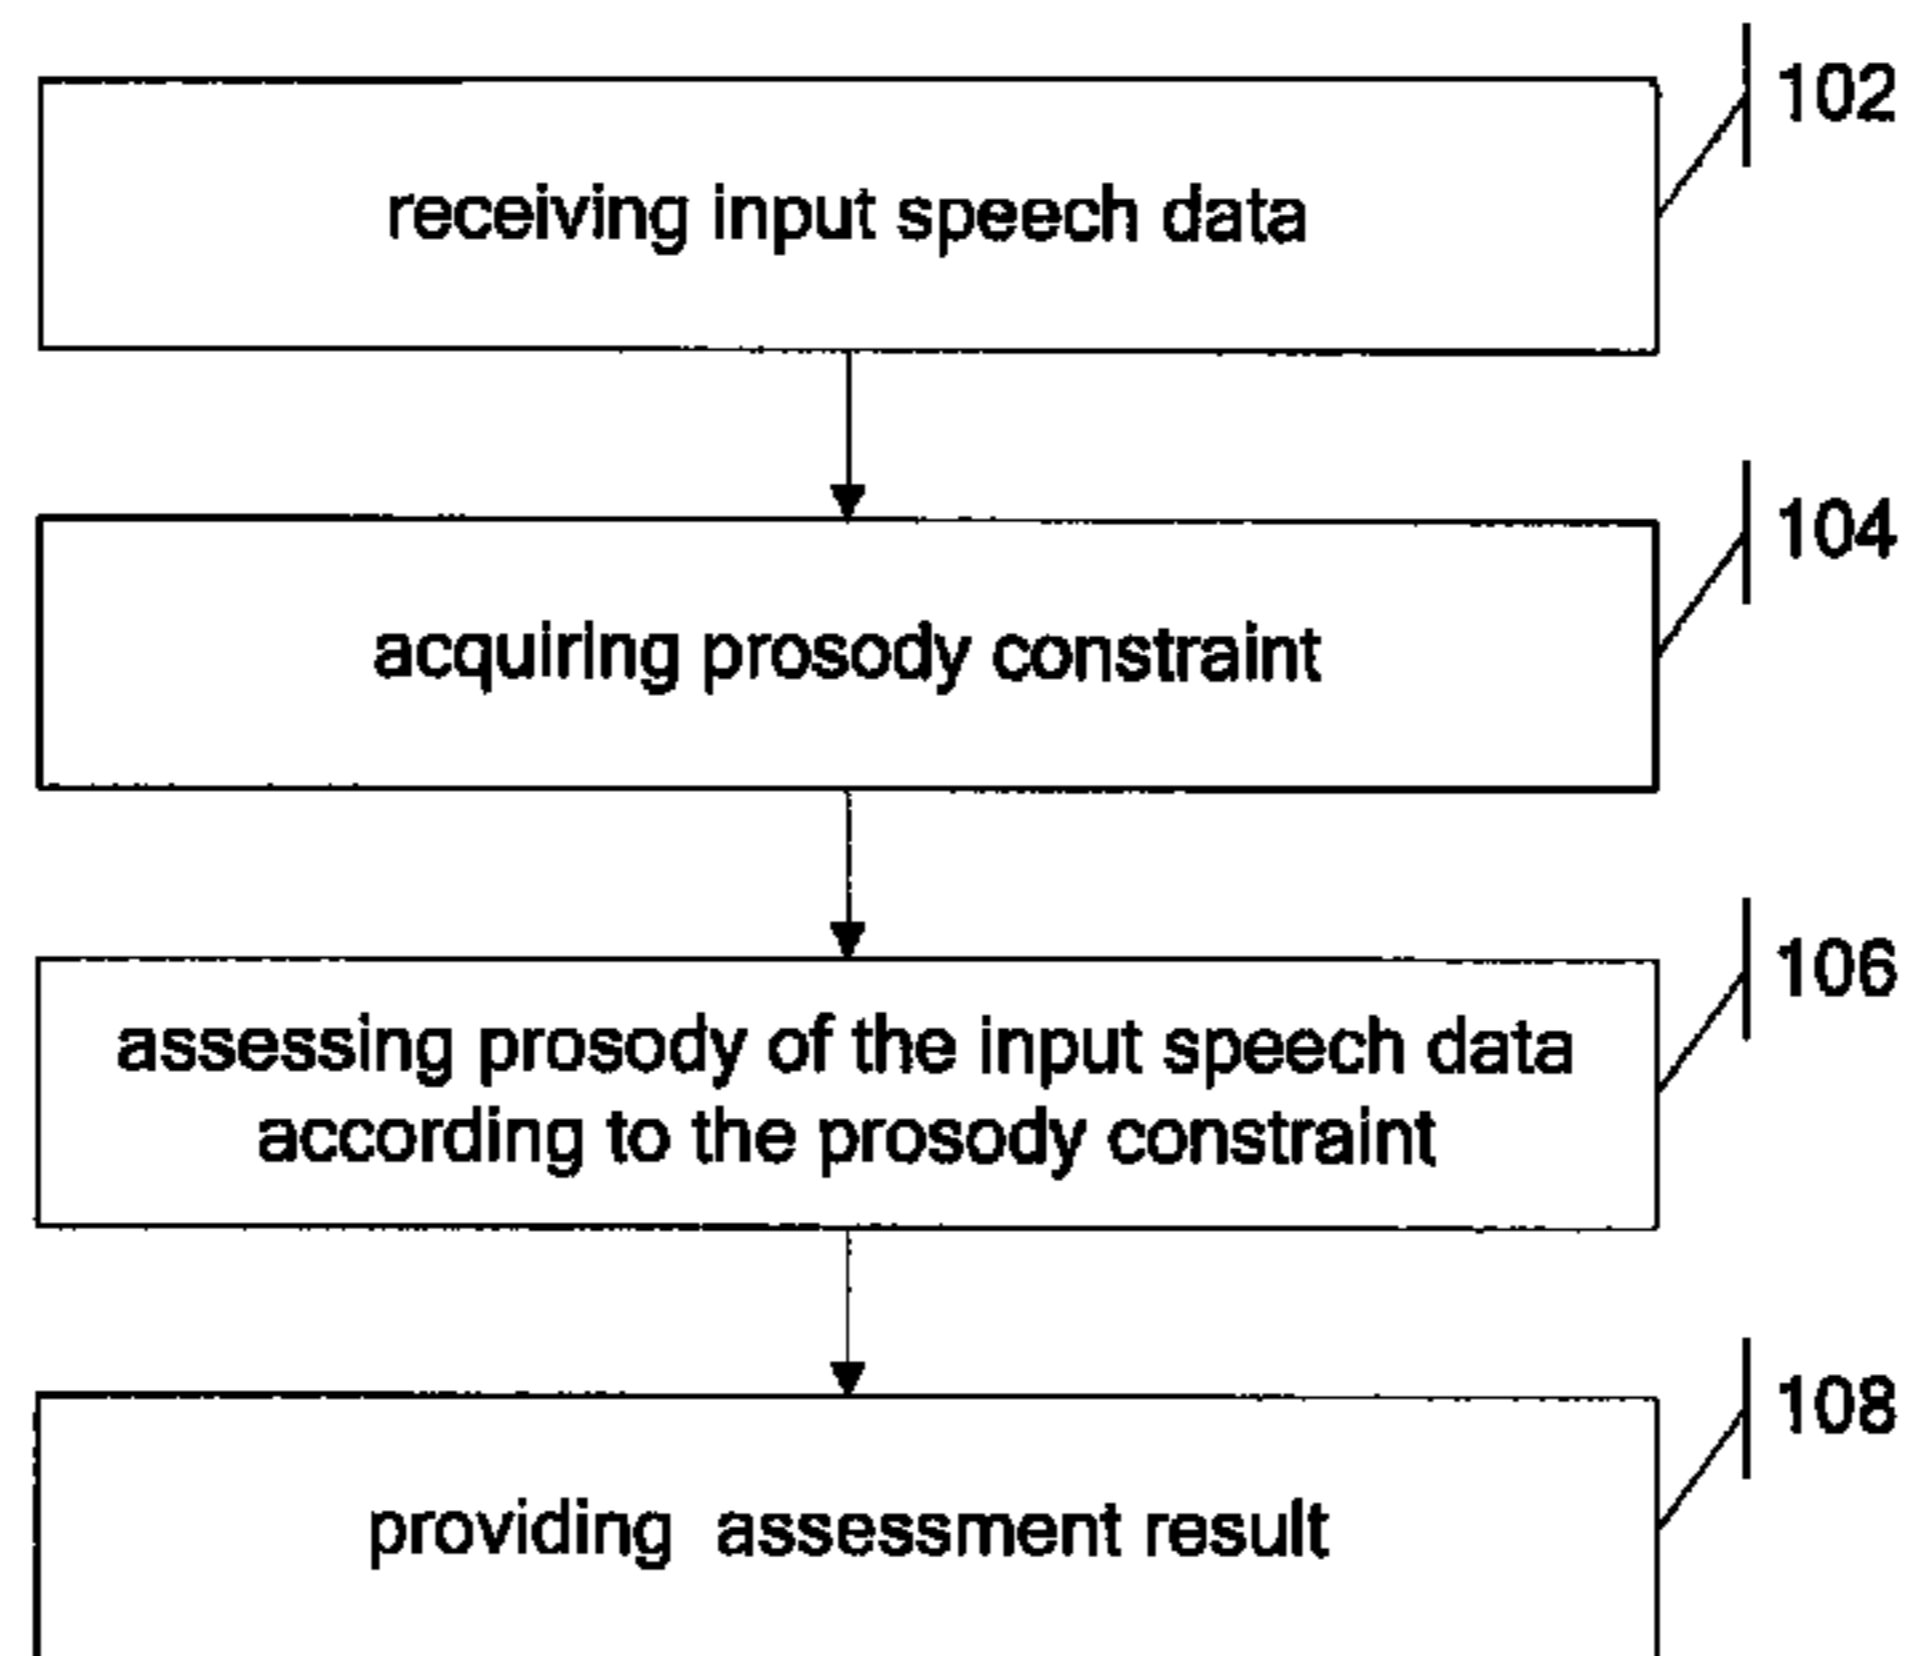 receiving input speech data
102
acquiring prosody constraint
104
assessing prosody of the input speech data
according to the prosody constraint
106
providing assessment result
108